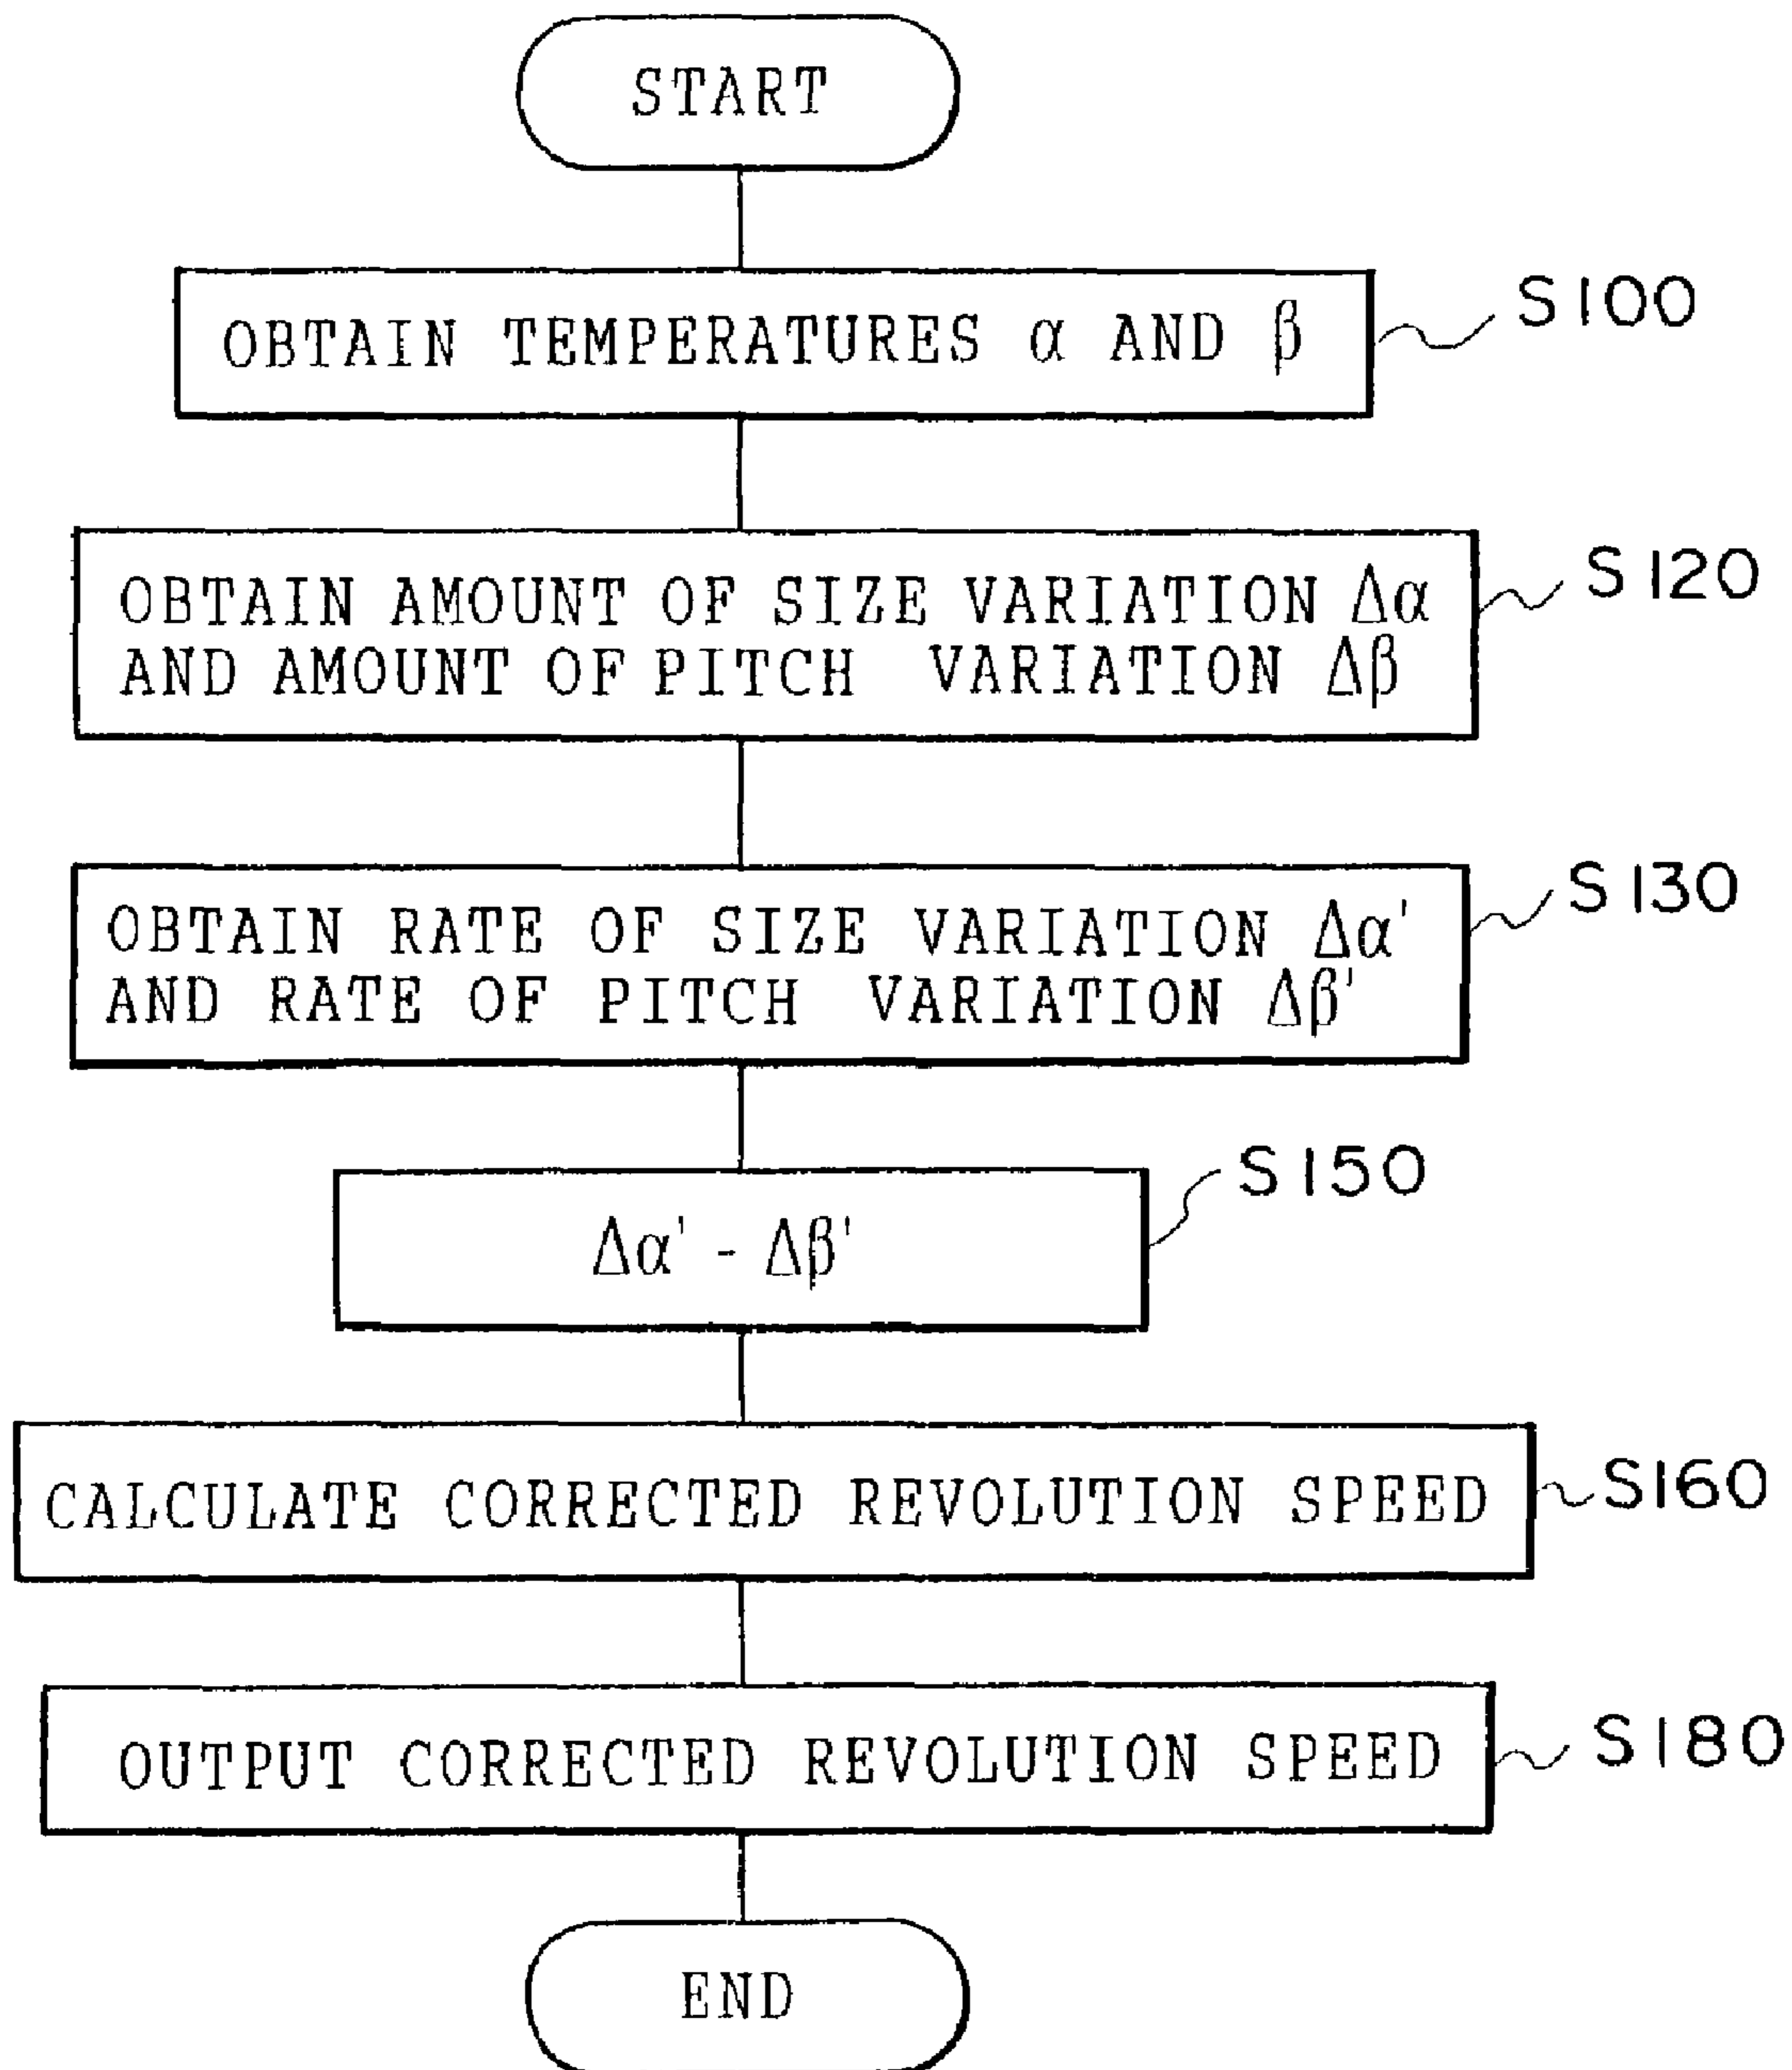 START
OBTAIN TEMPERATURES α AND β
S100
OBTAIN AMOUNT OF SIZE VARIATION Δα
AND AMOUNT OF PITCH VARIATION Δβ
S120
OBTAIN RATE OF SIZE VARIATION Δα'
AND RATE OF PITCH VARIATION Δβ'
S130
Δα' - Δβ'
S150
CALCULATE CORRECTED REVOLUTION SPEED
S160
OUTPUT CORRECTED REVOLUTION SPEED
S180
END